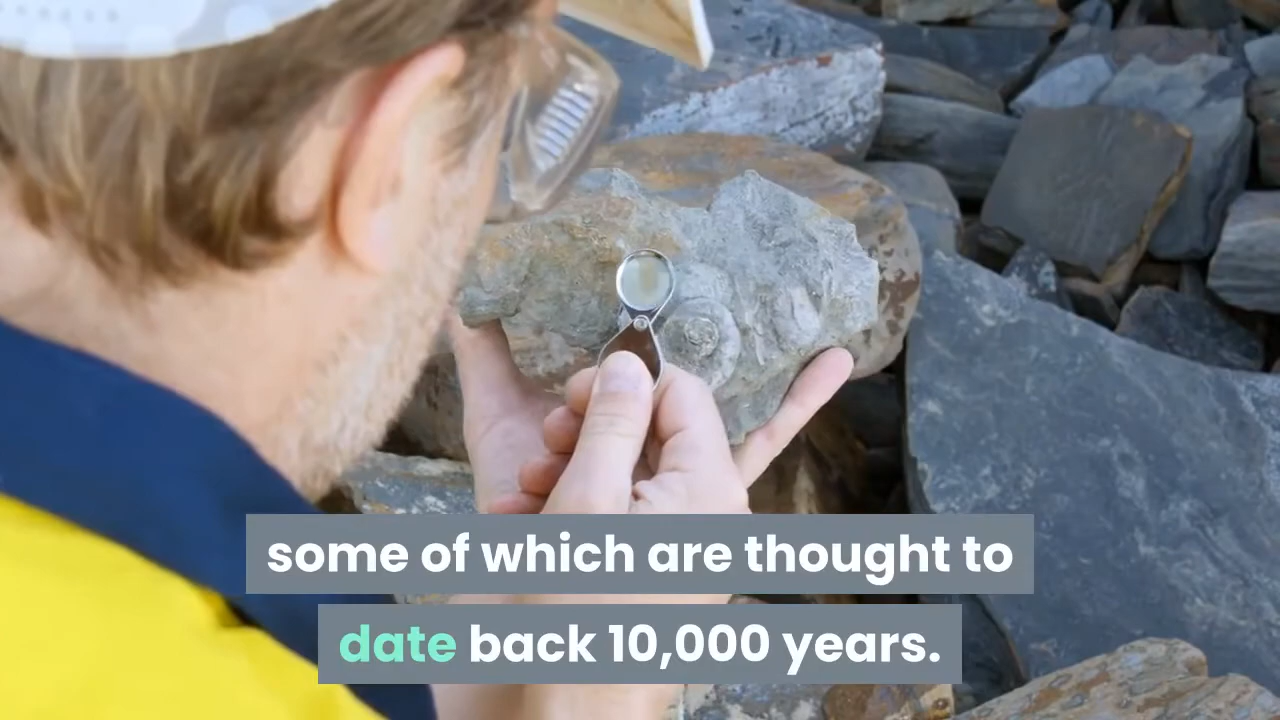 some of which are thought to
date back 10,000 years.